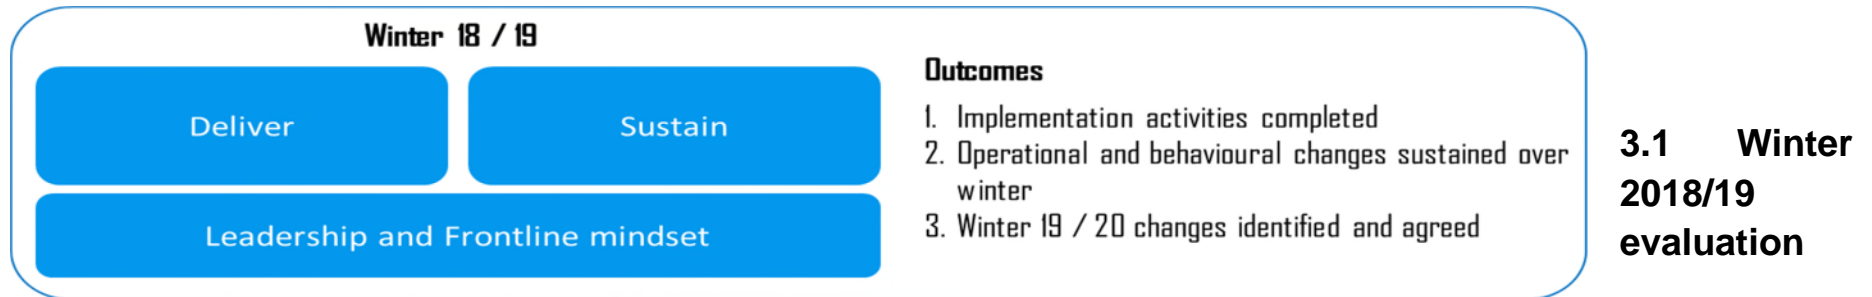 Winter 18 / 19
Deliver
Sustain
Leadership and Frontline mindset
Outcomes
1. Implementation activities completed
2. Operational and behavioural changes sustained over
winter
3. Winter 19 / 20 changes identified and agreed
3.1 Winter
2018/19
evaluation